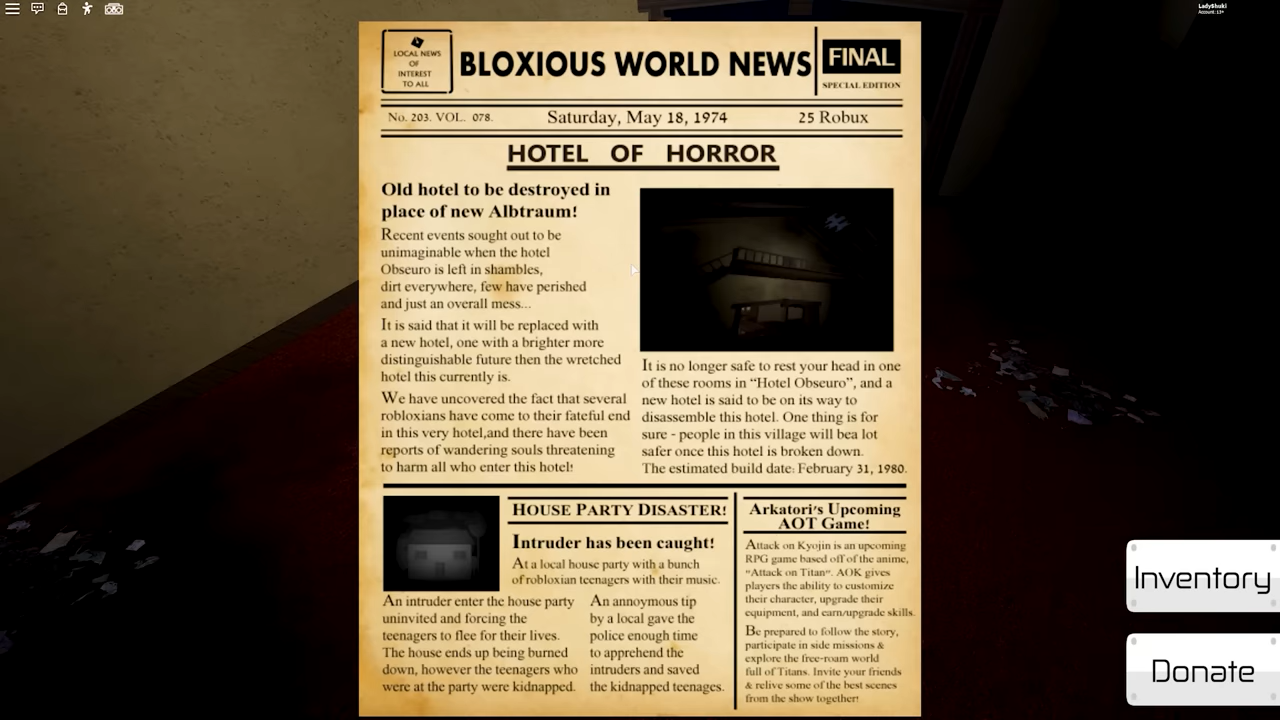 LadyShuki
Account: 13+
LOCAL NEWS
OF
INTEREST
TO ALL
BLOXIOUS WORLD NEWS
FINAL
SPECIAL EDITION
No. 203. VOL. 078.
Saturday, May 18, 1974
25 Robux
HOTEL OF HORROR
Old hotel to be destroyed in
place of new Albtraum!
Recent events sought out to be
unimaginable when the hotel
Obseuro is left in shambles,
dirt everywhere, few have perished
and just an overall mess...
It is said that it will be replaced with
a new hotel, one with a brighter more
distinguishable future then the wretched
hotel this currently is.
We have uncovered the fact that several
robloxians have come to their fateful end
in this very hotel,and there have been
reports of wandering souls threatening
to harm all who enter this hotel!
It is no longer safe to rest your head in one
of these rooms in “Hotel Obseuro”, and a
new hotel is said to be on its way to
disassemble this hotel. One thing is for
sure - people in this village will bea lot
safer once this hotel is broken down.
The estimated build date: February 31, 1980.
HOUSE PARTY DISASTER!
Intruder has been caught!
At a local house party with a bunch
of robloxian teenagers with their music.
An intruder enter the house party
uninvited and forcing the
teenagers to flee for their lives.
The house ends up being burned
down, however the teenagers who
were at the party were kidnapped.
An annoymous tip
by a local gave the
police enough time
to apprehend the
intruders and saved
the kidnapped teenages.
Arkatori's Upcoming
AOT Game!
Attack on Kyojin is an upcoming
RPG game based off of the anime,
"Attack on Titan". AOK gives
players the ability to customize
their character, upgrade their
equipment, and earn/upgrade skills.
Be prepared to follow the story,
participate in side missions &
explore the free-roam world
full of Titans. Invite your friends
& relive some of the best scenes
from the show together!
Inventory
Donate